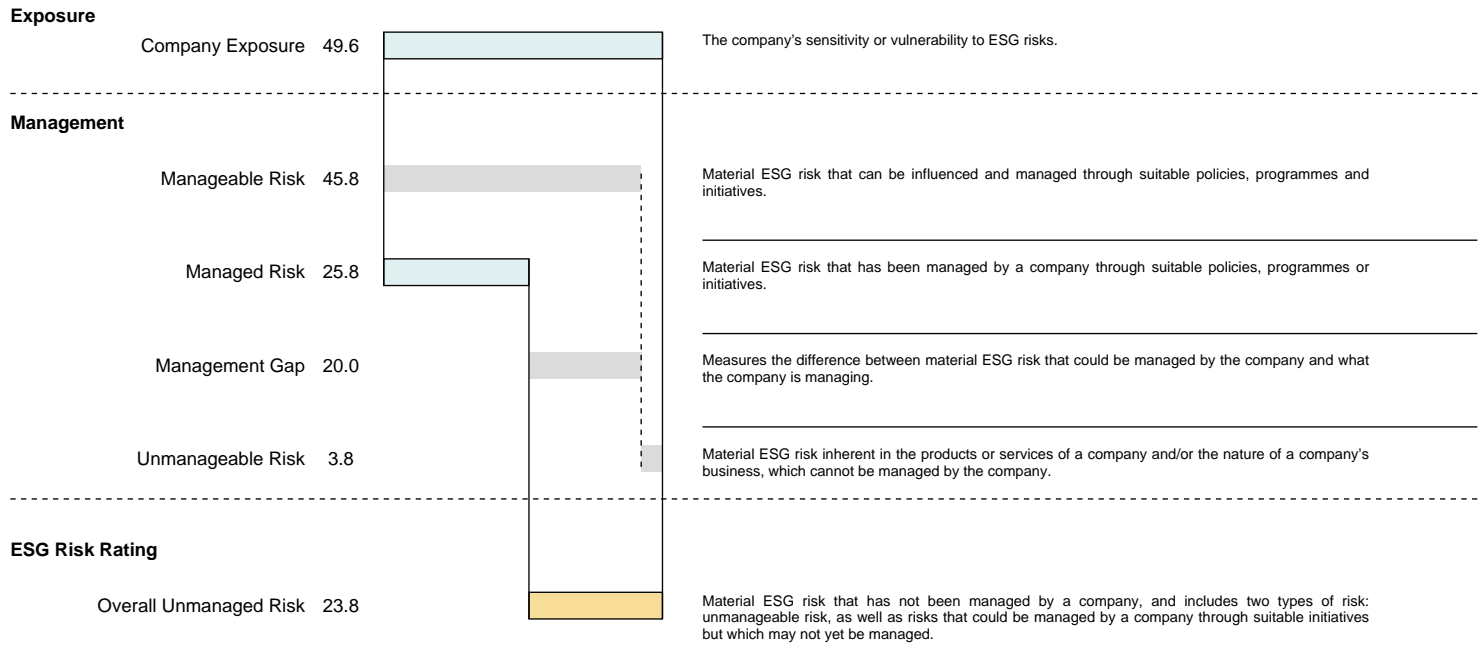 Exposure
Company Exposure 49.6
The company's sensitivity or vulnerability to ESG risks.
Management
Manageable Risk 45.8
Material ESG risk that can be influenced and managed through suitable policies, programmes and
initiatives.
Managed Risk 25.8
Material ESG risk that has been managed by a company through suitable policies, programmes or
initiatives.
Management Gap 20.0
Measures the difference between material ESG risk that could be managed by the company and what
the company is managing.
Unmanageable Risk 3.8
Material ESG risk inherent in the products or services of a company and/or the nature of a company's
business, which cannot be managed by the company.
ESG Risk Rating
Overall Unmanaged Risk 23.8
Material ESG risk that has not been managed by a company, and includes two types of risk:
unmanageable risk, as well as risks that could be managed by a company through suitable initiatives
but which may not yet be managed.